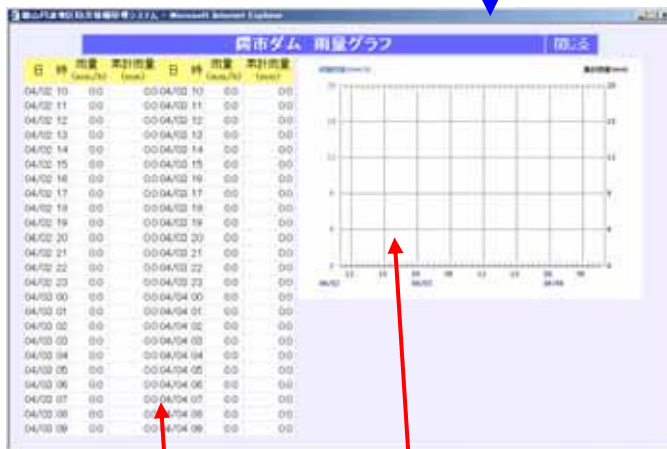 Microsoft Internet Explorer
鍔市ダム 雨量グラフ 閉じる
日 時 雨量(mm/h) 累計雨量(mm) 日 時 雨量(mm/h) 累計雨量(mm)
04/02 10 0.0 0.0 04/03 10 0.0 0.0
04/02 11 0.0 0.0 04/03 11 0.0 0.0
04/02 12 0.0 0.0 04/03 12 0.0 0.0
04/02 13 0.0 0.0 04/03 13 0.0 0.0
04/02 14 0.0 0.0 04/03 14 0.0 0.0
04/02 15 0.0 0.0 04/03 15 0.0 0.0
04/02 16 0.0 0.0 04/03 16 0.0 0.0
04/02 17 0.0 0.0 04/03 17 0.0 0.0
04/02 18 0.0 0.0 04/03 18 0.0 0.0
04/02 19 0.0 0.0 04/03 19 0.0 0.0
04/02 20 0.0 0.0 04/03 20 0.0 0.0
04/02 21 0.0 0.0 04/03 21 0.0 0.0
04/02 22 0.0 0.0 04/03 22 0.0 0.0
04/02 23 0.0 0.0 04/03 23 0.0 0.0
04/03 00 0.0 0.0 04/04 00 0.0 0.0
04/03 01 0.0 0.0 04/04 01 0.0 0.0
04/03 02 0.0 0.0 04/04 02 0.0 0.0
04/03 03 0.0 0.0 04/04 03 0.0 0.0
04/03 04 0.0 0.0 04/04 04 0.0 0.0
04/03 05 0.0 0.0 04/04 05 0.0 0.0
04/03 06 0.0 0.0 04/04 06 0.0 0.0
04/03 07 0.0 0.0 04/04 07 0.0 0.0
04/03 08 0.0 0.0 04/04 08 0.0 0.0
04/03 09 0.0 0.0 04/04 09 0.0 0.0
累計雨量(mm)
04/02 04/03 04/04